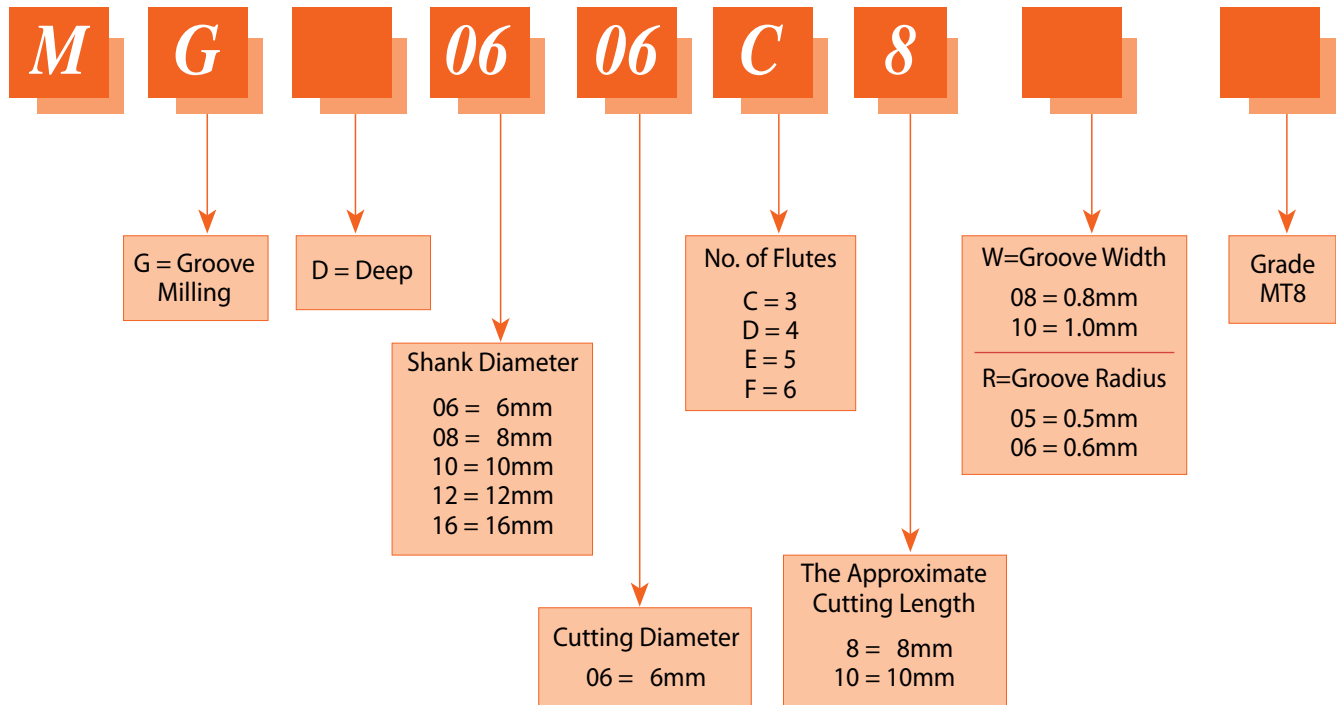 M G 06 06 C 8
G = Groove
Milling
D = Deep
Shank Diameter
06 = 6mm
08 = 8mm
10 = 10mm
12 = 12mm
16 = 16mm
Cutting Diameter
06 = 6mm
No. of Flutes
C = 3
D = 4
E = 5
F = 6
The Approximate
Cutting Length
8 = 8mm
10 = 10mm
W=Groove Width
08 = 0.8mm
10 = 1.0mm
R=Groove Radius
05 = 0.5mm
06 = 0.6mm
Grade
MT8